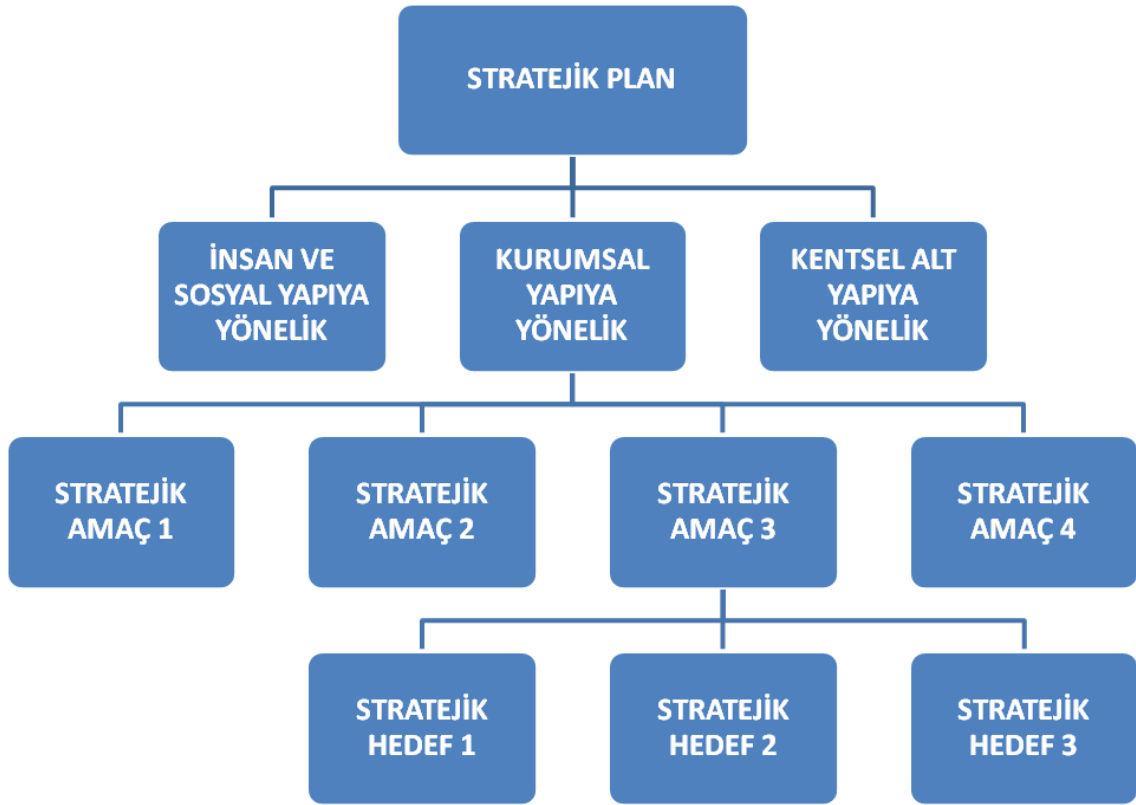 STRATEJİK PLAN
İNSAN VE
SOSYAL YAPIYA
YÖNELİK
KURUMSAL
YAPIYA
YÖNELİK
KENTSEL ALT
YAPIYA
YÖNELİK
STRATEJİK
AMAÇ 1
STRATEJİK
AMAÇ 2
STRATEJİK
AMAÇ 3
STRATEJİK
AMAÇ 4
STRATEJİK
HEDEF 1
STRATEJİK
HEDEF 2
STRATEJİK
HEDEF 3